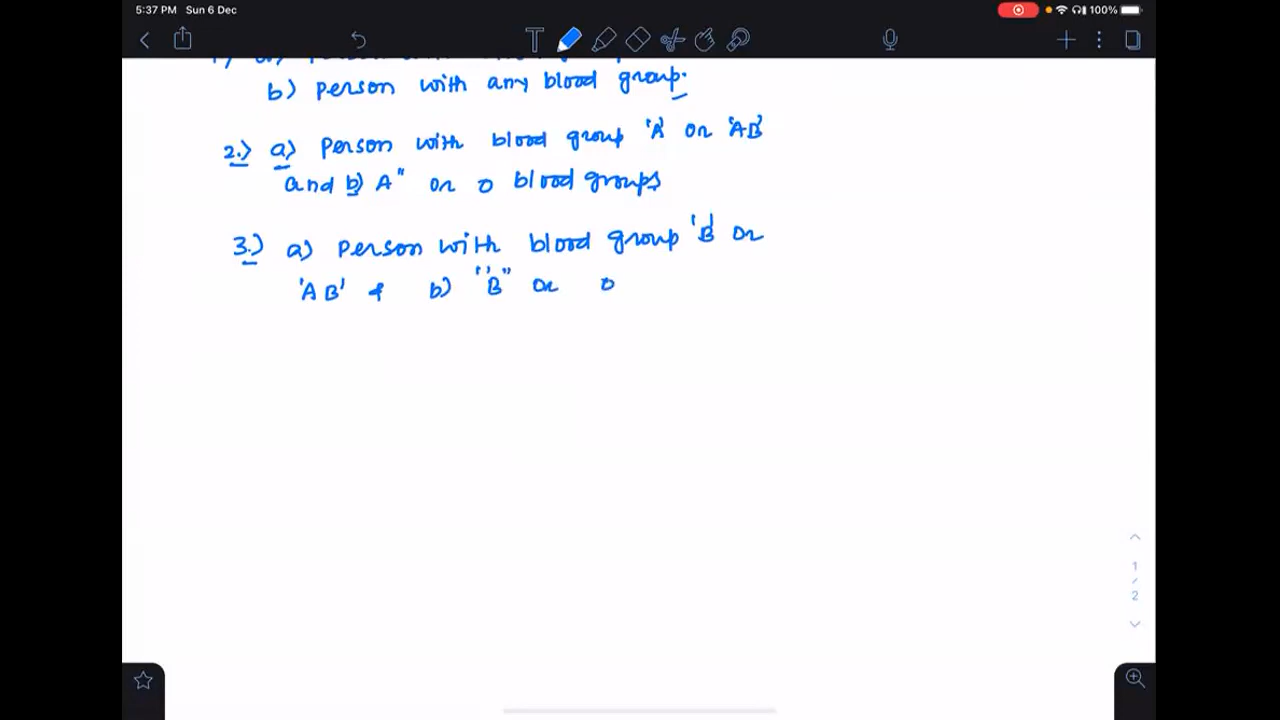 5:37 PM Sun 6 Dec
100%
b) person with any blood group.
2.) a) person with blood group 'A' or 'AB'
and b) A" or O blood groups
3.) a) person with blood group 'B' or
'AB' & b) "B" or O
1
/
2